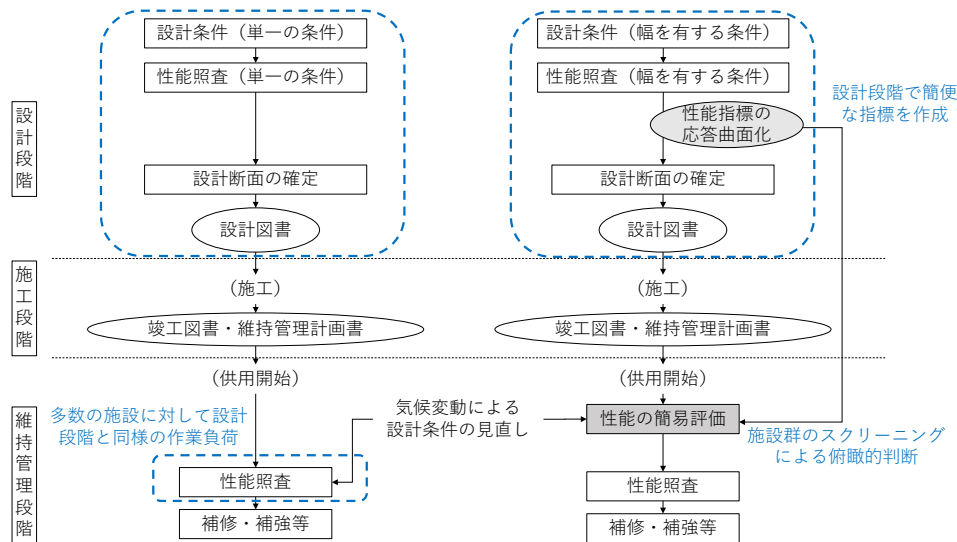 設計条件(単一の条件)
設計条件(幅を有する条件)
性能照査(単一の条件)
性能照査(幅を有する条件)
設計段階で簡便
な指標を作成
設計段階
性能指標の
応答曲面化
設計断面の確定
設計断面の確定
設計図書
設計図書
施工段階
(施工)
(施工)
竣工図書・維持管理計画書
竣工図書・維持管理計画書
(供用開始)
(供用開始)
維持管理段階
多数の施設に対して設計
段階と同様の作業負荷
気候変動による
設計条件の見直し
性能の簡易評価
施設群のスクリーニング
による俯瞰的判断
性能照査
性能照査
補修・補強等
補修・補強等